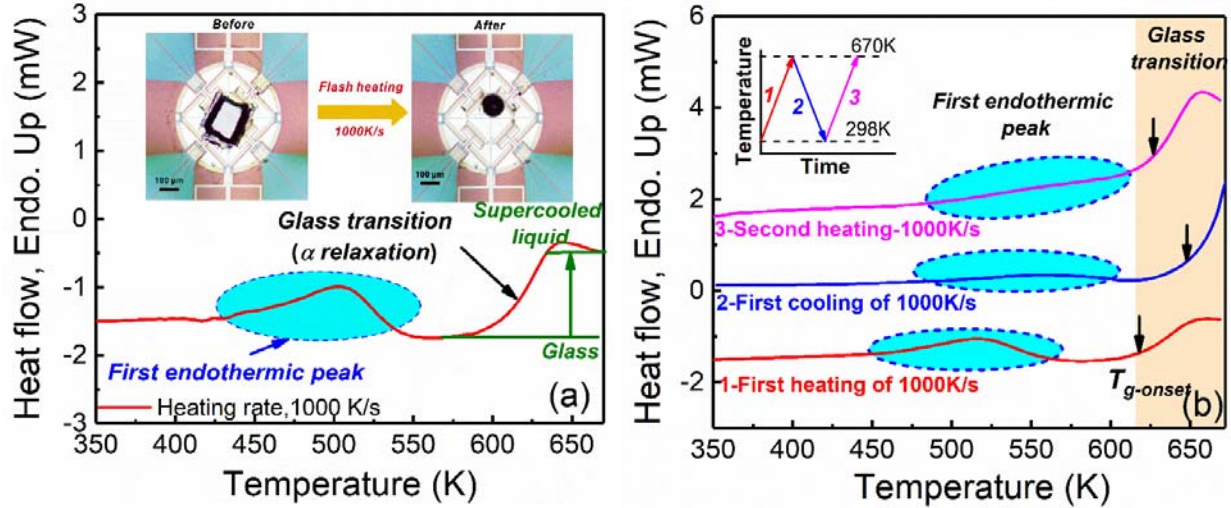 Before
After
Flash heating
1000K/s
100 μm
100 μm
Glass transition
(α relaxation)
Supercooled
liquid
Glass
First endothermic peak
Heating rate,1000 K/s
(a)
3
2
1
0
-1
-2
-3
350 400 450 500 550 600 650
Temperature (K)
Heat flow, Endo. Up (mW)
670K
298K
1
2
3
Temperature
Time
Glass
transition
First endothermic
peak
3-Second heating-1000K/s
2-First cooling of 1000K/s
1-First heating of 1000K/s
Tg-onset
(b)
6
4
2
0
-2
350 400 450 500 550 600 650
Temperature (K)
Heat flow, Endo. Up (mW)